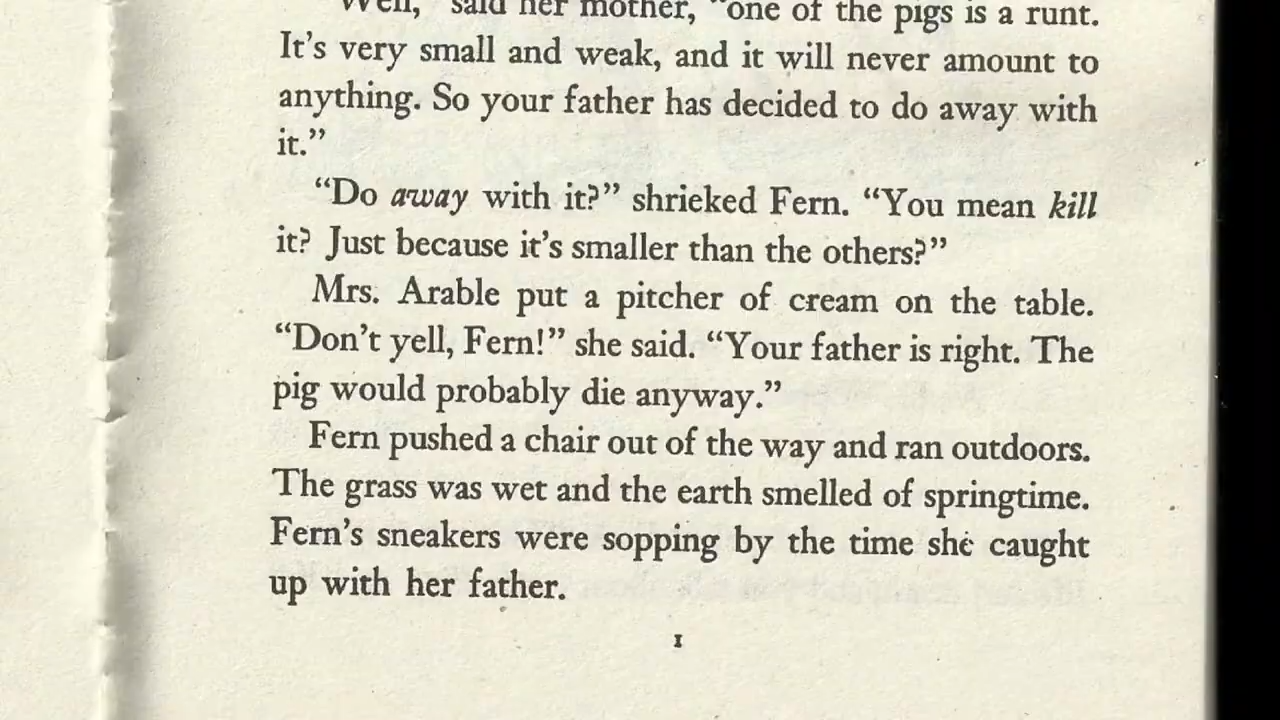 "Well," said her mother, "one of the pigs is a runt.
It's very small and weak, and it will never amount to
anything. So your father has decided to do away with
it."
"Do away with it?" shrieked Fern. "You mean kill
it? Just because it's smaller than the others?"
Mrs. Arable put a pitcher of cream on the table.
"Don't yell, Fern!" she said. "Your father is right. The
pig would probably die anyway."
Fern pushed a chair out of the way and ran outdoors.
The grass was wet and the earth smelled of springtime.
Fern's sneakers were sopping by the time she caught
up with her father.
1